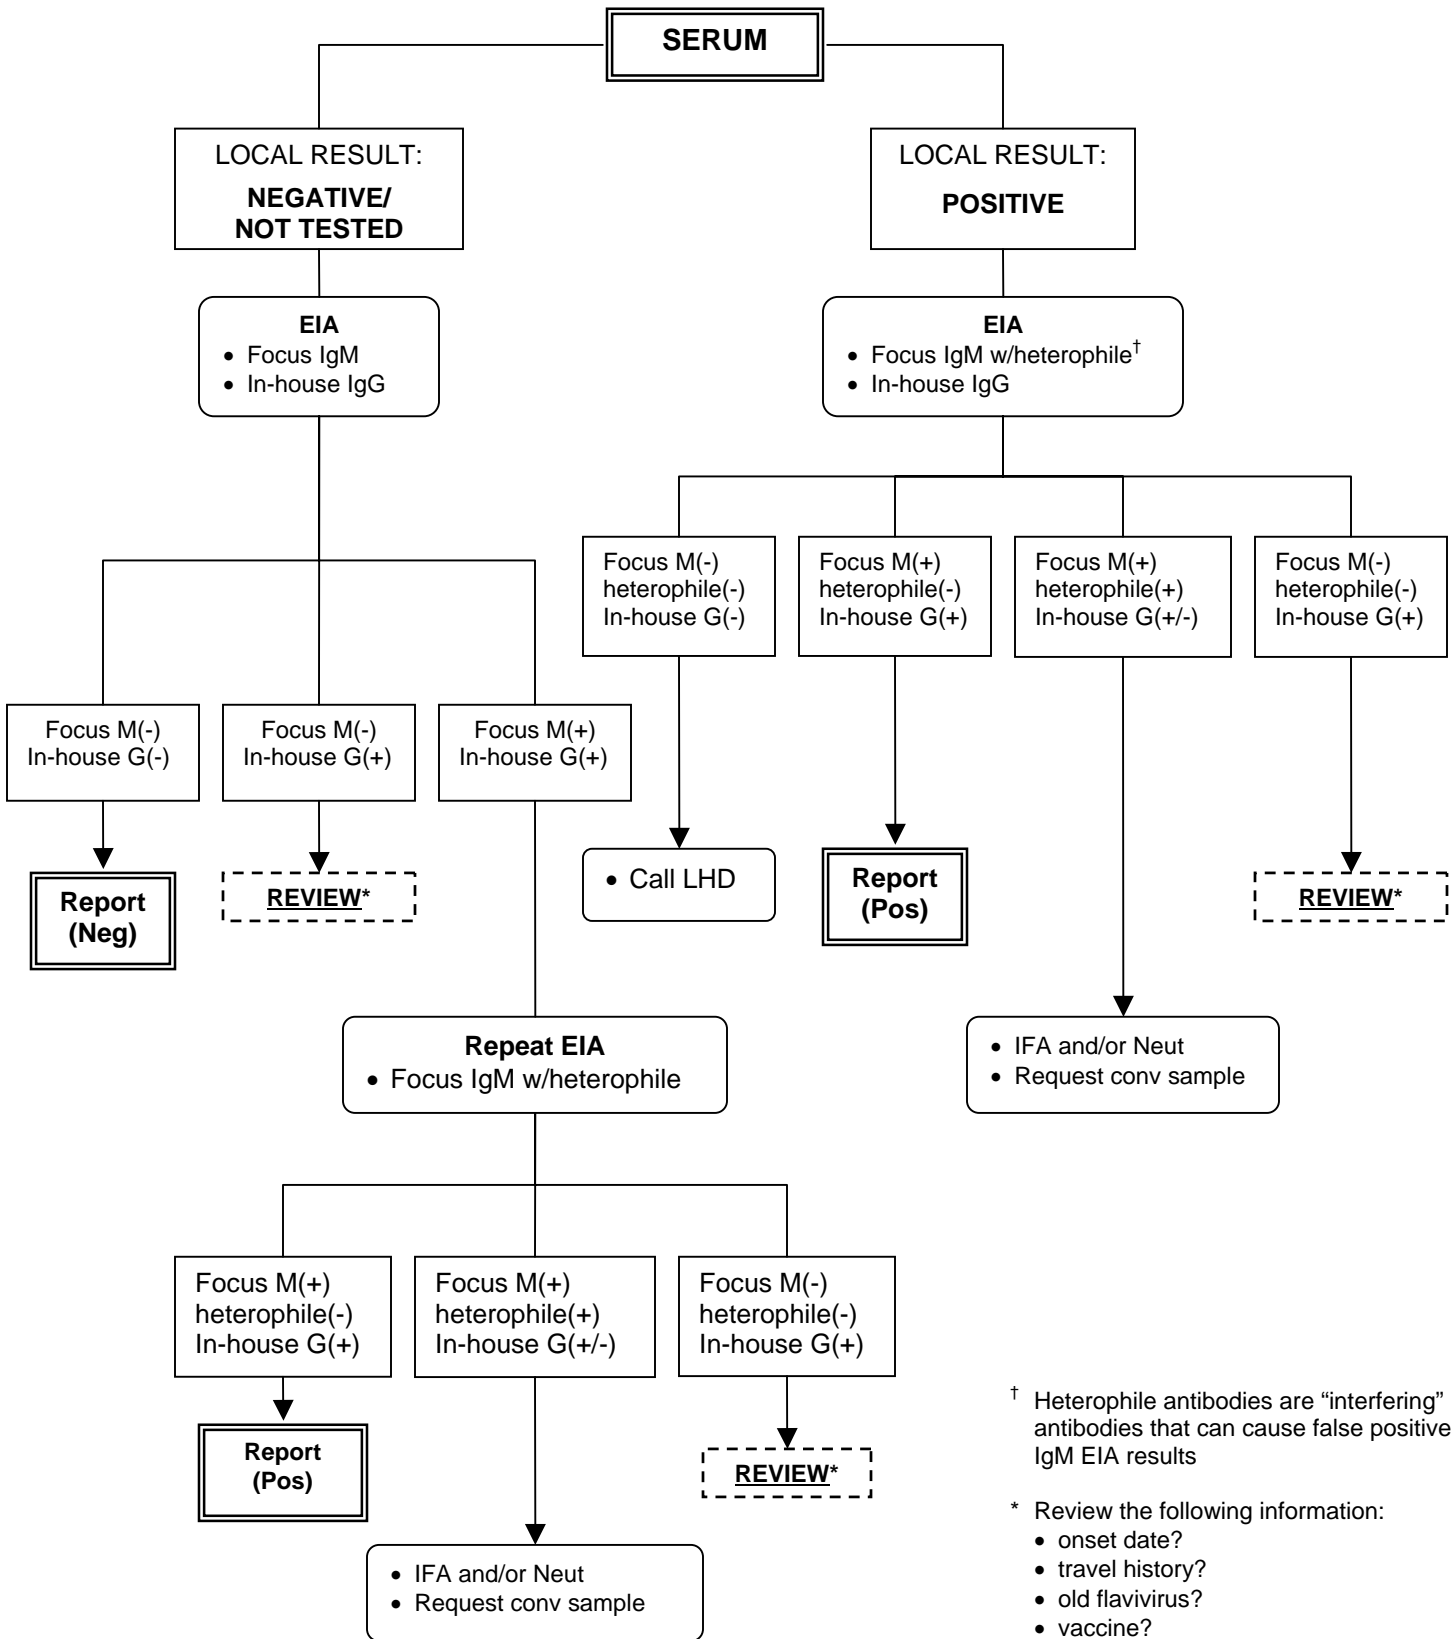 SERUM
LOCAL RESULT:
NEGATIVE/
NOT TESTED
LOCAL RESULT:
POSITIVE
EIA
• Focus IgM
• In-house IgG
EIA
• Focus IgM w/heterophile†
• In-house IgG
Focus M(-)
heterophile(-)
In-house G(-)
Focus M(+)
heterophile(-)
In-house G(+)
Focus M(+)
heterophile(+)
In-house G(+/-)
Focus M(-)
heterophile(-)
In-house G(+)
Focus M(-)
In-house G(-)
Focus M(-)
In-house G(+)
Focus M(+)
In-house G(+)
Report
(Neg)
REVIEW*
• Call LHD
Report
(Pos)
REVIEW*
Repeat EIA
• Focus IgM w/heterophile
• IFA and/or Neut
• Request conv sample
Focus M(+)
heterophile(-)
In-house G(+)
Focus M(+)
heterophile(+)
In-house G(+/-)
Focus M(-)
heterophile(-)
In-house G(+)
Report
(Pos)
REVIEW*
• IFA and/or Neut
• Request conv sample
† Heterophile antibodies are “interfering”
antibodies that can cause false positive
IgM EIA results
* Review the following information:
• onset date?
• travel history?
• old flavivirus?
• vaccine?